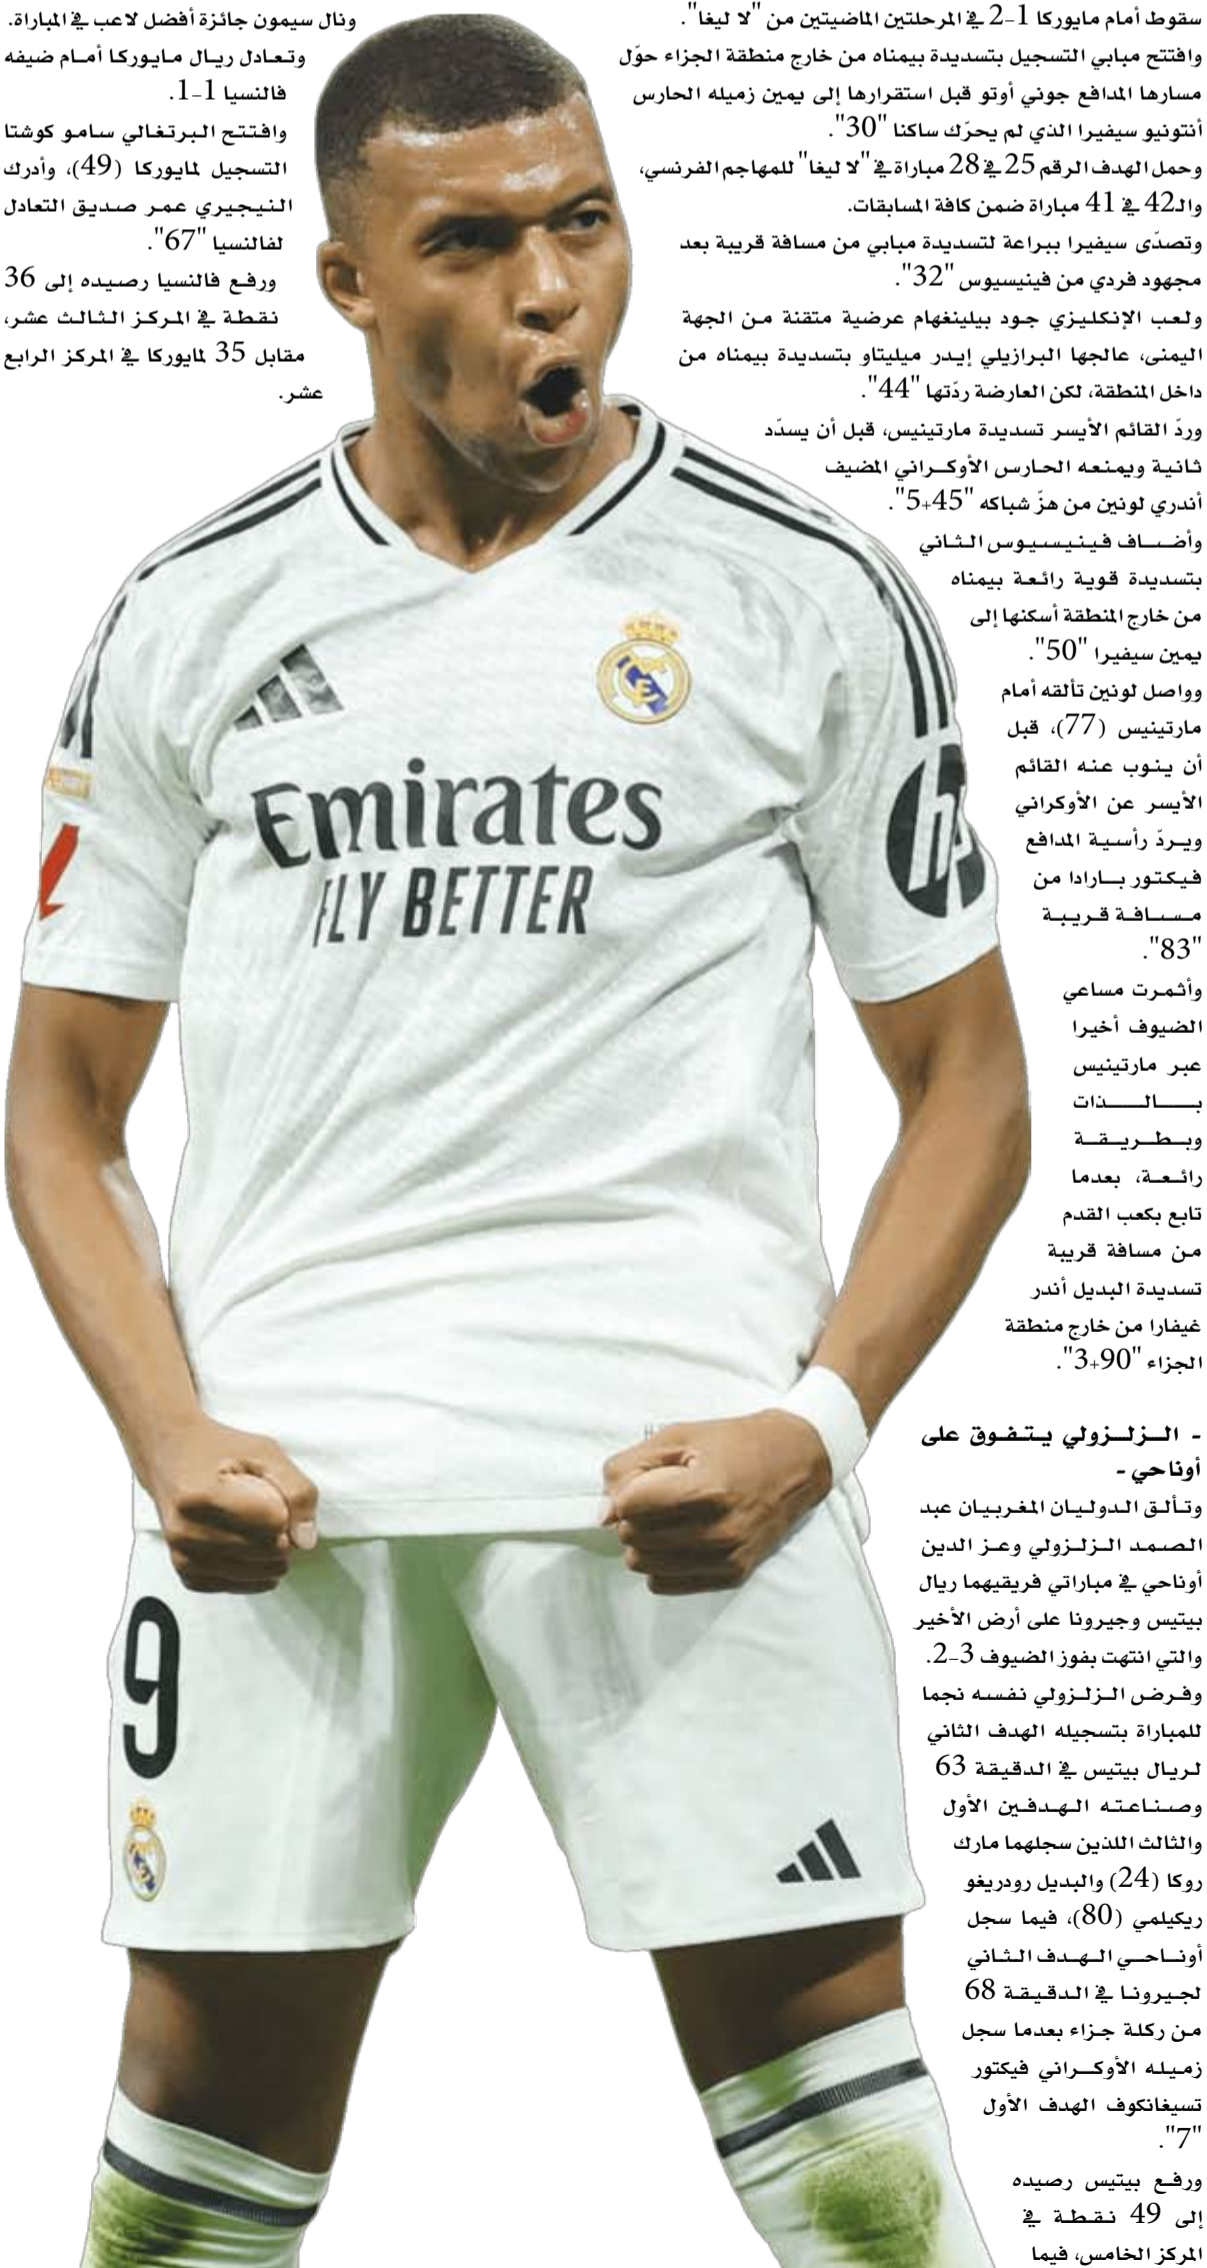 سقوط أمام مايوركا 1-2 في المرحلتين الماضيتين من "لا ليغا".
وافتتح مبابي التسجيل بتسديدة بيمناه من خارج منطقة الجزاء حوّل
مسارها المدافع جوني أوتو قبل استقرارها إلى يمين زميله الحارس
أنتونيو سيفيرا الذي لم يحرّك ساكنا "30".
وحمل الهدف الرقم 25 في 28 مباراة في "لا ليغا" للمهاجم الفرنسي،
والـ42 في 41 مباراة ضمن كافة المسابقات.
وتصدّى سيفيرا ببراعة لتسديدة مبابي من مسافة قريبة بعد
مجهود فردي من فينيسيوس "32".
ولعب الإنكليزي جود بيلينغهام عرضية متقنة من الجهة
اليمنى، عالجها البرازيلي إيدر ميليتاو بتسديدة بيمناه من
داخل المنطقة، لكن العارضة ردّتها "44".
وردّ القائم الأيسر تسديدة مارتينيس، قبل أن يسدّد
ثانية ويمنعه الحارس الأوكراني المضيف
أندري لونين من هزّ شباكه "45+5".
وأضاف فينيسيوس الثاني
بتسديدة قوية رائعة بيمناه
من خارج المنطقة أسكنها إلى
يمين سيفيرا "50".
وواصل لونين تألقه أمام
مارتينيس (77)، قبل
أن ينوب عنه القائم
الأيسر عن الأوكراني
ويردّ رأسية المدافع
فيكتور بارادا من
مسافة قريبة
"83".
وأثمرت مساعي
الضيوف أخيرا
عبر مارتينيس
بالذات
وبطريقة
رائعة، بعدما
تابع بكعب القدم
من مسافة قريبة
تسديدة البديل أندر
غيفارا من خارج منطقة
الجزاء "90+3".
- الزلزولي يتفوق على
أوناحي -
وتألق الدوليان المغربيان عبد
الصمد الزلزولي وعز الدين
أوناحي في مباراتي فريقيهما ريال
بيتيس وجيرونا على أرض الأخير
والتي انتهت بفوز الضيوف 3-2.
وفرض الزلزولي نفسه نجما
للمباراة بتسجيله الهدف الثاني
لريال بيتيس في الدقيقة 63
وصناعته الهدفين الأول
والثالث اللذين سجلهما مارك
روكا (24) والبديل رودريغو
ريكيلمي (80)، فيما سجل
أوناحي الهدف الثاني
لجيرونا في الدقيقة 68
من ركلة جزاء بعدما سجل
زميله الأوكراني فيكتور
تسيغانكوف الهدف الأول
"7".
ورفع بيتيس رصيده
إلى 49 نقطة في
المركز الخامس، فيما
ونال سيمون جائزة أفضل لاعب في المباراة.
وتعادل ريال مايوركا أمام ضيفه
فالنسيا 1-1.
وافتتح البرتغالي سامو كوشتا
التسجيل لمايوركا (49)، وأدرك
النيجيري عمر صديق التعادل
لفالنسيا "67".
ورفع فالنسيا رصيده إلى 36
نقطة في المركز الثالث عشر،
مقابل 35 لمايوركا في المركز الرابع
عشر.
Emirates
FLY BETTER
hp
9